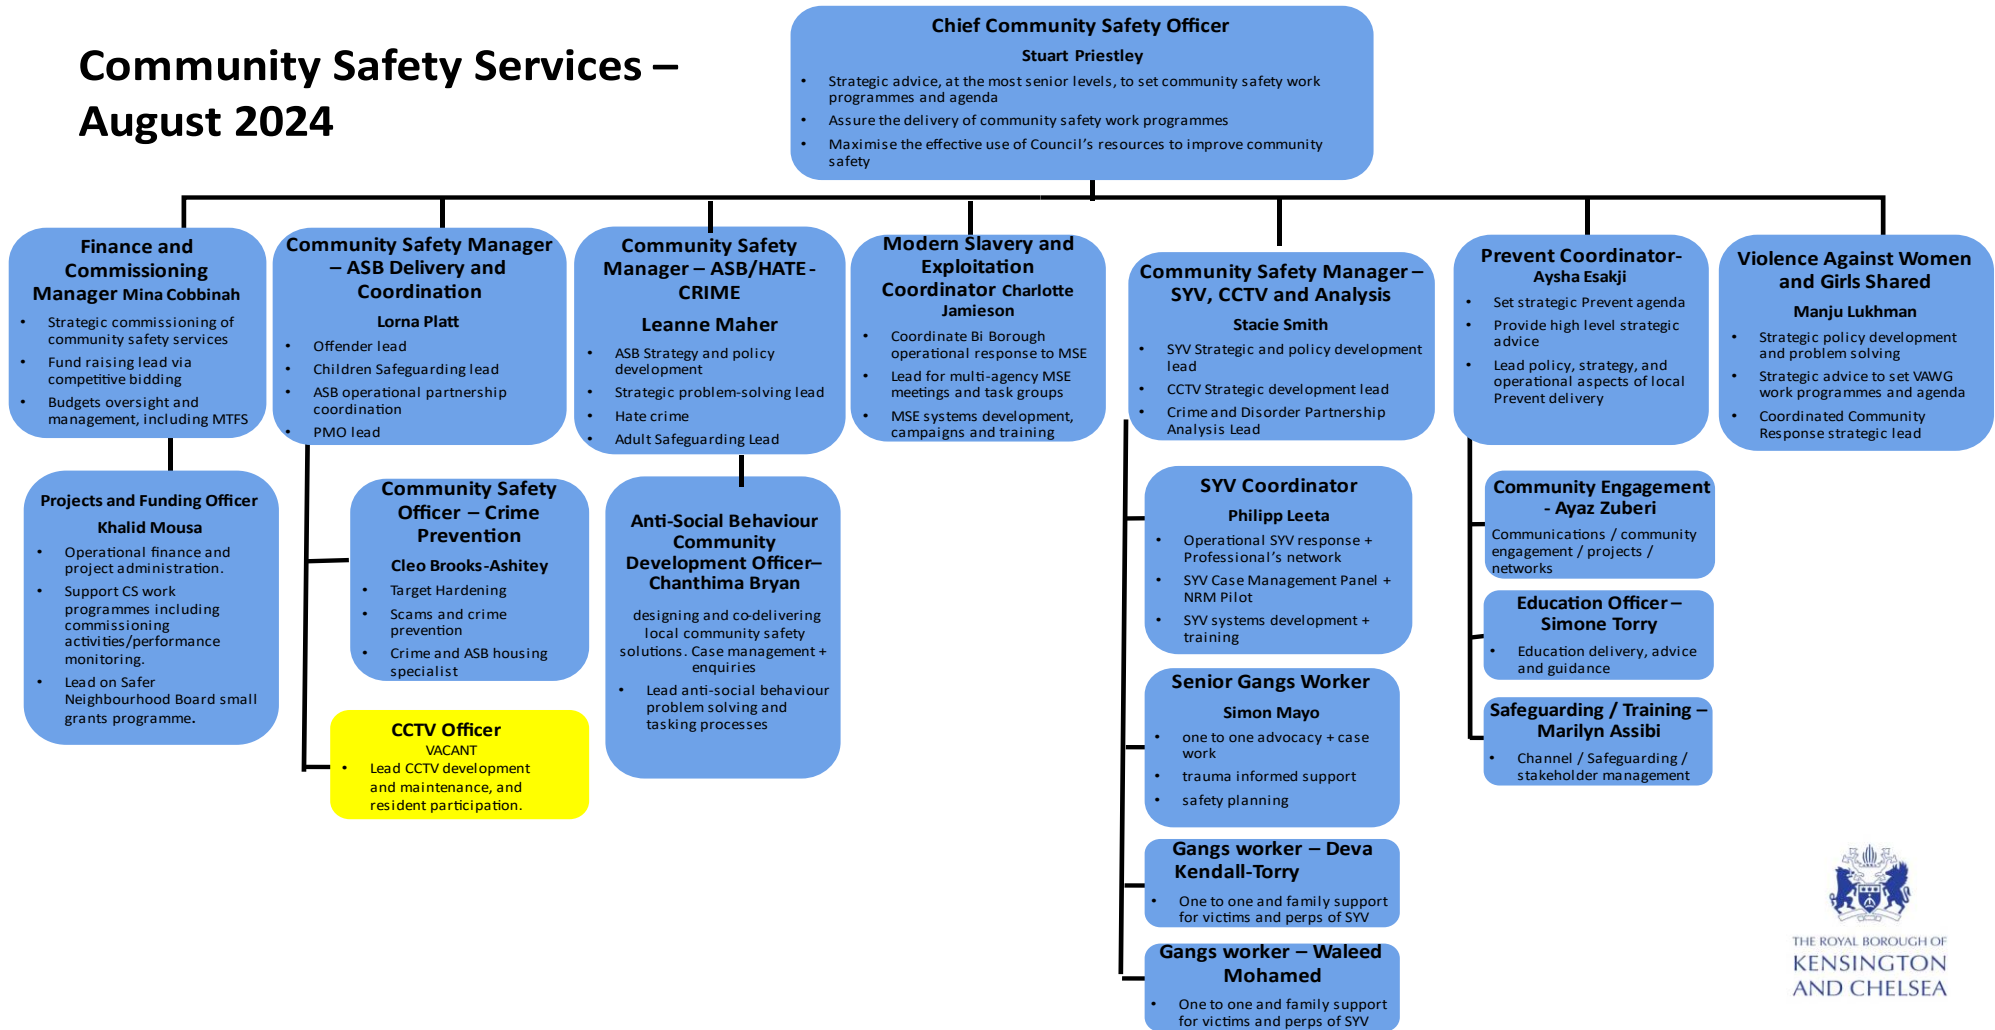 Community Safety Services –
August 2024
Chief Community Safety Officer
Stuart Priestley
• Strategic advice, at the most senior levels, to set community safety work
programmes and agenda
• Assure the delivery of community safety work programmes
• Maximise the effective use of Council's resources to improve community
safety
Finance and
Commissioning
Manager Mina Cobbinah
• Strategic commissioning of
community safety services
• Fund raising lead via
competitive bidding
• Budgets oversight and
management, including MTFS
Community Safety Manager
– ASB Delivery and
Coordination
Lorna Platt
• Offender lead
• Children Safeguarding lead
• ASB operational partnership
coordination
• PMO lead
Community Safety
Manager – ASB/HATE-
CRIME
Leanne Maher
• ASB Strategy and policy
development
• Strategic problem-solving lead
• Hate crime
• Adult Safeguarding Lead
Modern Slavery and
Exploitation
Coordinator Charlotte
Jamieson
• Coordinate Bi Borough
operational response to MSE
• Lead for multi-agency MSE
meetings and task groups
• MSE systems development,
campaigns and training
Community Safety Manager –
SYV, CCTV and Analysis
Stacie Smith
• SYV Strategic and policy development
lead
• CCTV Strategic development lead
• Crime and Disorder Partnership
Analysis Lead
Prevent Coordinator-
Aysha Esakji
• Set strategic Prevent agenda
• Provide high level strategic
advice
• Lead policy, strategy, and
operational aspects of local
Prevent delivery
Violence Against Women
and Girls Shared
Manju Lukhman
• Strategic policy development
and problem solving
• Strategic advice to set VAWG
work programmes and agenda
• Coordinated Community
Response strategic lead
Projects and Funding Officer
Khalid Mousa
• Operational finance and
project administration.
• Support CS work
programmes including
commissioning
activities/performance
monitoring.
• Lead on Safer
Neighbourhood Board small
grants programme.
Community Safety
Officer – Crime
Prevention
Cleo Brooks-Ashitey
• Target Hardening
• Scams and crime
prevention
• Crime and ASB housing
specialist
CCTV Officer
VACANT
• Lead CCTV development
and maintenance, and
resident participation.
Anti-Social Behaviour
Community
Development Officer–
Chanthima Bryan
designing and co-delivering
local community safety
solutions. Case management +
enquiries
• Lead anti-social behaviour
problem solving and
tasking processes
SYV Coordinator
Philipp Leeta
• Operational SYV response +
Professional's network
• SYV Case Management Panel +
NRM Pilot
• SYV systems development +
training
Senior Gangs Worker
Simon Mayo
• one to one advocacy + case
work
• trauma informed support
• safety planning
Gangs worker – Deva
Kendall-Torry
• One to one and family support
for victims and perps of SYV
Gangs worker – Waleed
Mohamed
• One to one and family support
for victims and perps of SYV
Community Engagement
- Ayaz Zuberi
Communications / community
engagement / projects /
networks
Education Officer –
Simone Torry
• Education delivery, advice
and guidance
Safeguarding / Training –
Marilyn Assibi
• Channel / Safeguarding /
stakeholder management
THE ROYAL BOROUGH OF
KENSINGTON
AND CHELSEA